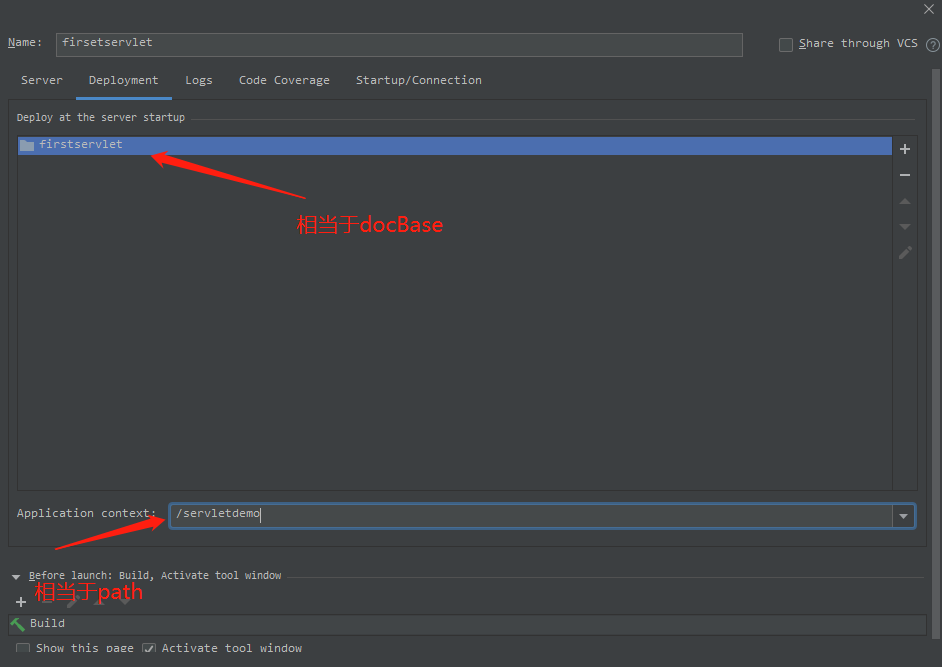 Name: firsetservlet Share through VCS ?
Server Deployment Logs Code Coverage Startup/Connection
Deploy at the server startup
firstservlet
相当于docBase
Application context: /servletdemo
Before launch: Build, Activate tool window
相当于path
Build
Show this page Activate tool window